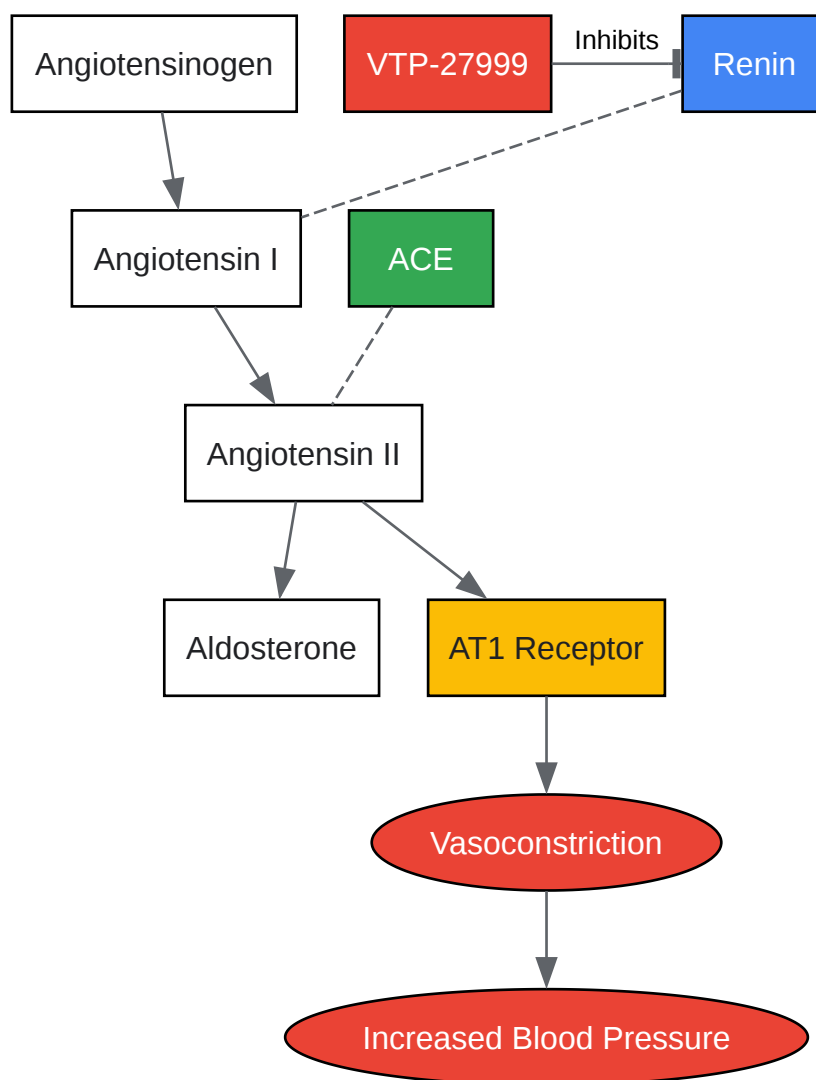 Angiotensinogen
VTP-27999
Inhibits
Renin
Angiotensin I
ACE
Angiotensin II
Aldosterone
AT1 Receptor
Vasoconstriction
Increased Blood Pressure